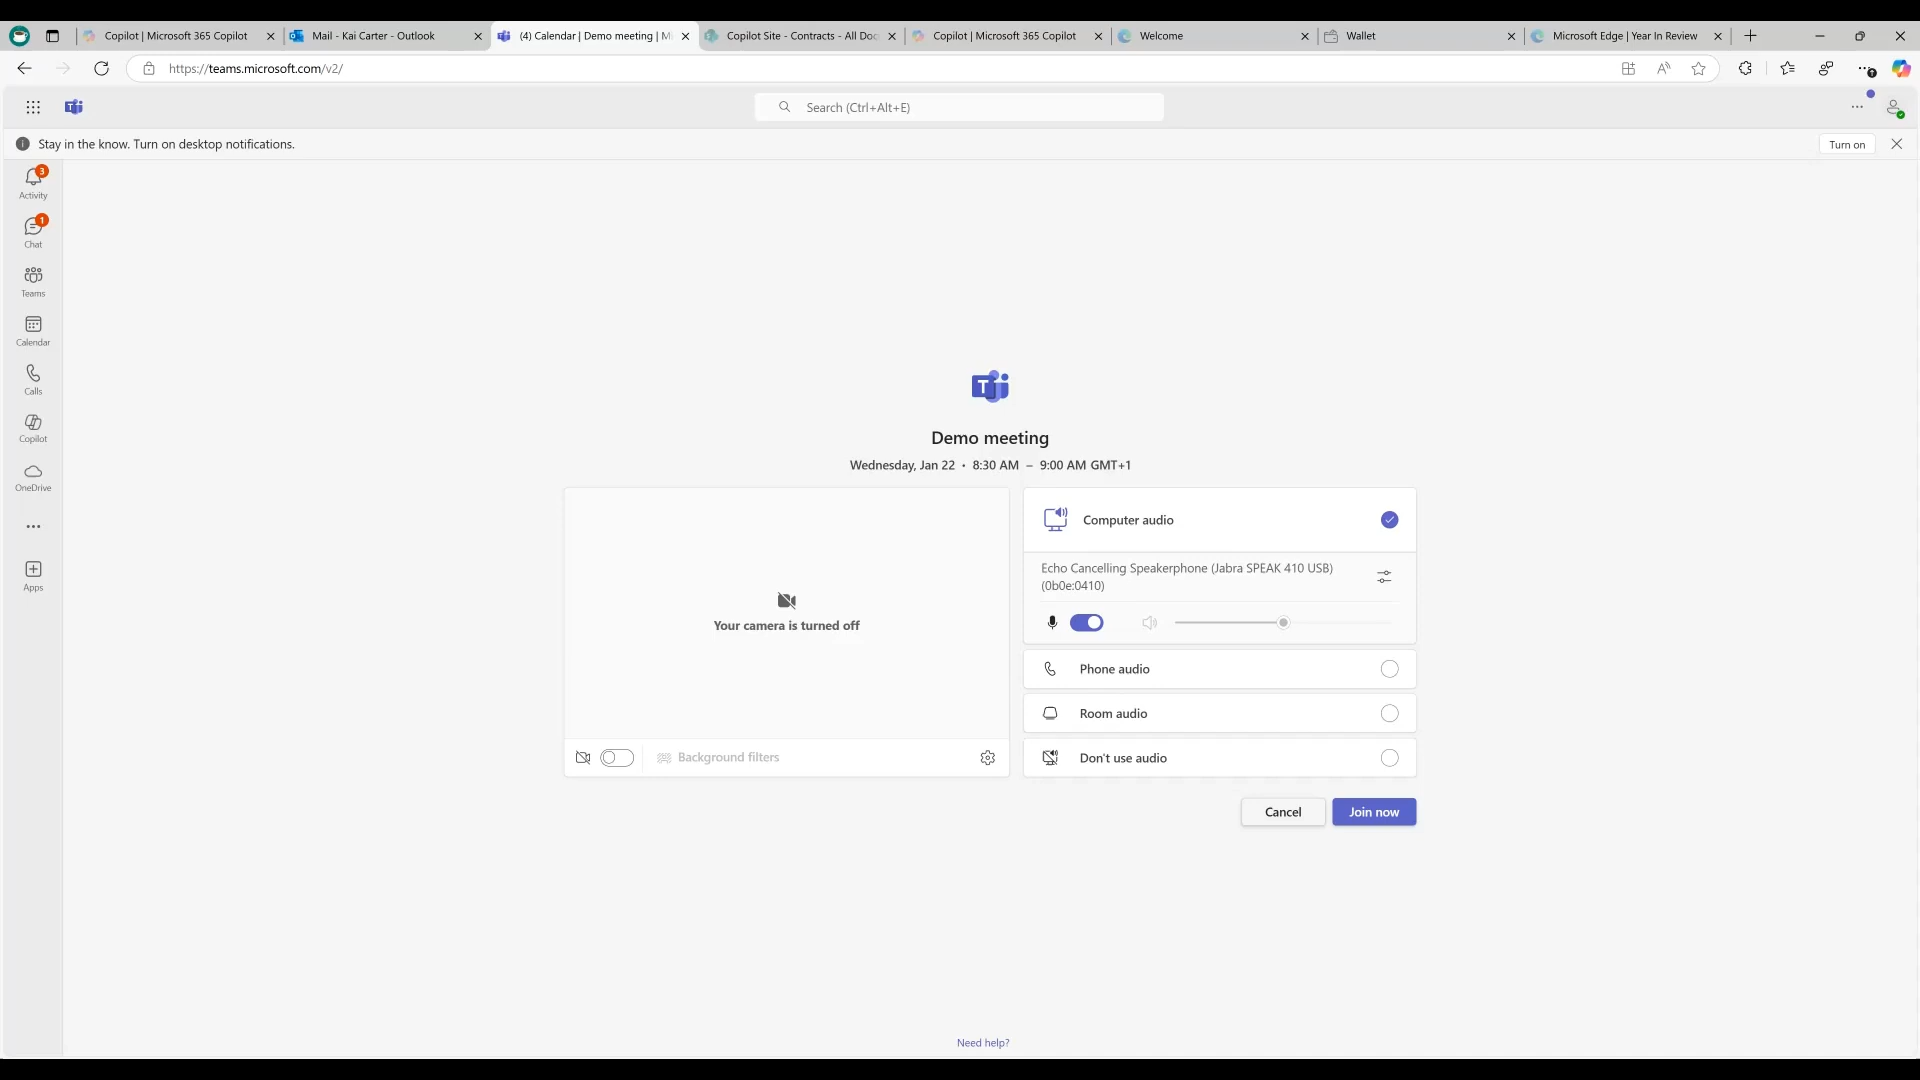 Copilot | Microsoft 365 Copilot
Mail - Kai Carter - Outlook
(4) Calendar | Demo meeting | Mi
Copilot Site - Contracts - All Doc
Copilot | Microsoft 365 Copilot
Welcome
Wallet
Microsoft Edge | Year In Review
https://teams.microsoft.com/v2/
Search (Ctrl+Alt+E)
Stay in the know. Turn on desktop notifications.
Turn on
3
Activity
1
Chat
Teams
Calendar
Calls
Copilot
OneDrive
Apps
Demo meeting
Wednesday, Jan 22 • 8:30 AM – 9:00 AM GMT+1
Your camera is turned off
Background filters
Computer audio
Echo Cancelling Speakerphone (Jabra SPEAK 410 USB)
(0b0e:0410)
Phone audio
Room audio
Don't use audio
Cancel
Join now
Need help?